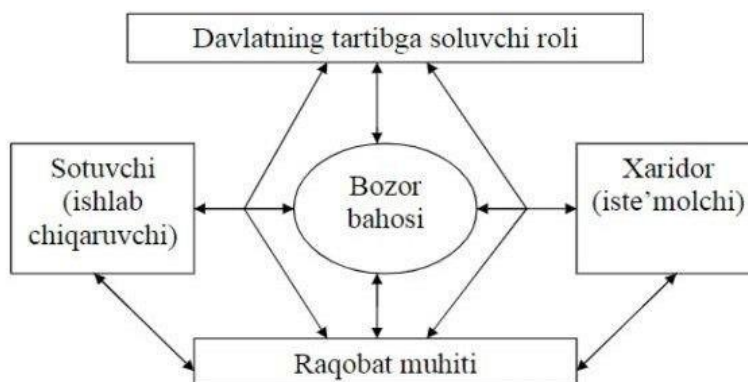 Davlatning tartibga soluvchi roli
Sotuvchi
(ishlab
chiqaruvchi)
Bozor
bahosi
Xaridor
(iste’molchi)
Raqobat muhiti